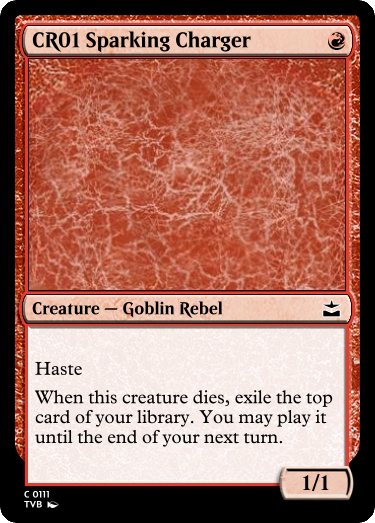 CR01 Sparking Charger
Creature — Goblin Rebel
Haste
When this creature dies, exile the top
card of your library. You may play it
until the end of your next turn.
1/1
C 0111
TVB